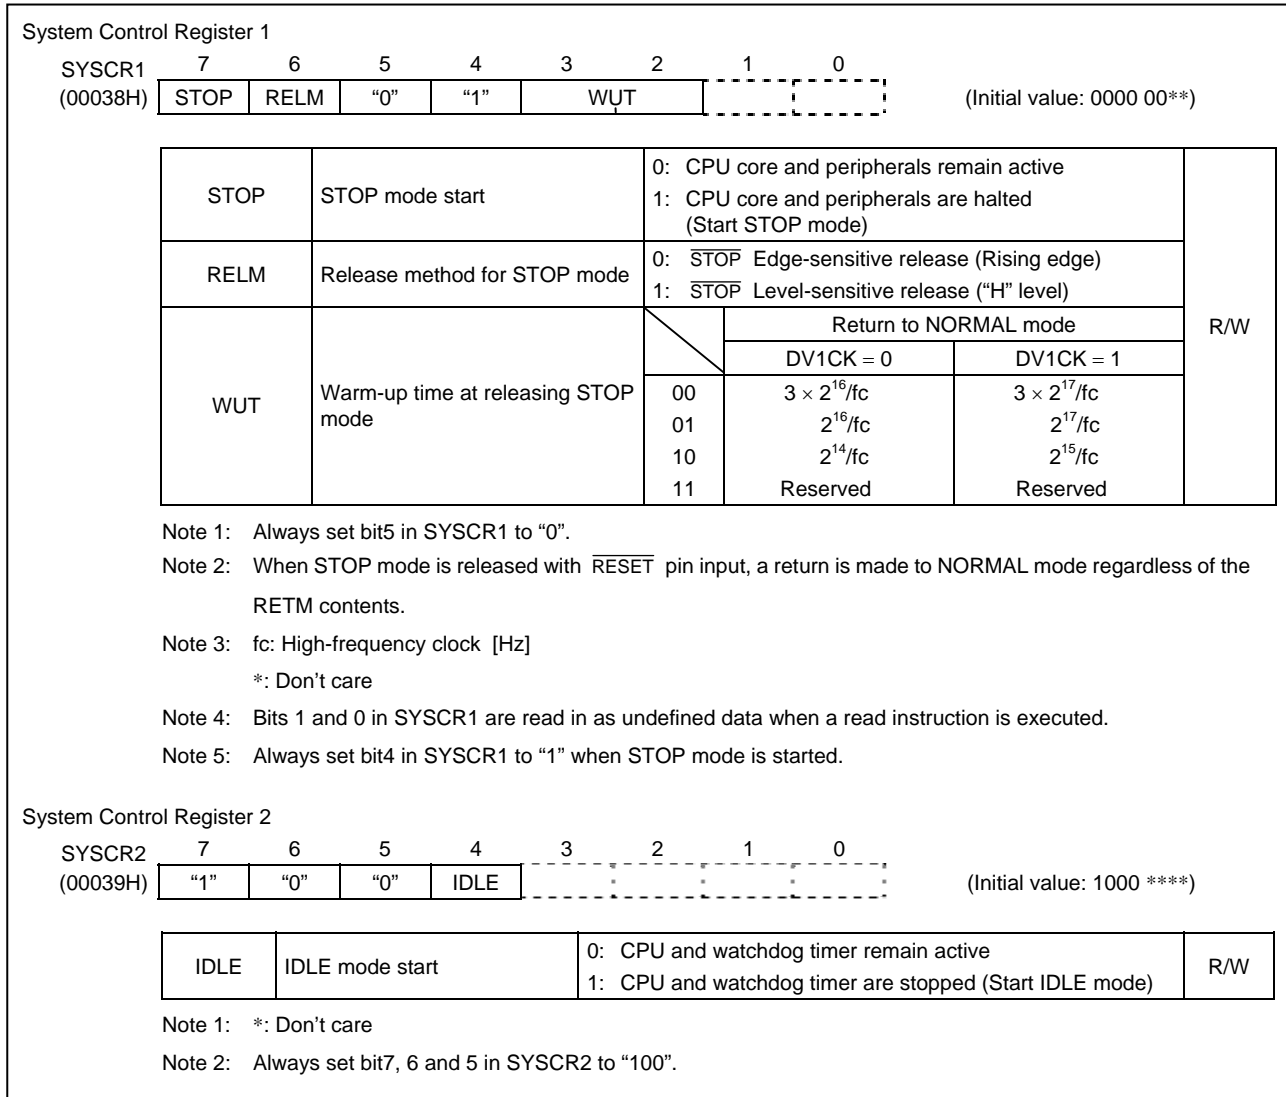 System Control Register 1
SYSCR1 7 6 5 4 3 2 1 0
(00038H) STOP RELM “0” “1” WUT (Initial value: 0000 00**)
STOP STOP mode start 0: CPU core and peripherals remain active
1: CPU core and peripherals are halted
(Start STOP mode)
RELM Release method for STOP mode 0: STOP Edge-sensitive release (Rising edge)
1: STOP Level-sensitive release (“H” level)
R/W
WUT Warm-up time at releasing STOP mode
Return to NORMAL mode
DV1CK = 0 DV1CK = 1
00 3 × 2^16/fc 3 × 2^17/fc
01 2^16/fc 2^17/fc
10 2^14/fc 2^15/fc
11 Reserved Reserved
Note 1: Always set bit5 in SYSCR1 to “0”.
Note 2: When STOP mode is released with RESET pin input, a return is made to NORMAL mode regardless of the
RETM contents.
Note 3: fc: High-frequency clock [Hz]
*: Don’t care
Note 4: Bits 1 and 0 in SYSCR1 are read in as undefined data when a read instruction is executed.
Note 5: Always set bit4 in SYSCR1 to “1” when STOP mode is started.
System Control Register 2
SYSCR2 7 6 5 4 3 2 1 0
(00039H) “1” “0” “0” IDLE (Initial value: 1000 ****)
IDLE IDLE mode start 0: CPU and watchdog timer remain active
1: CPU and watchdog timer are stopped (Start IDLE mode)
R/W
Note 1: *: Don’t care
Note 2: Always set bit7, 6 and 5 in SYSCR2 to “100”.